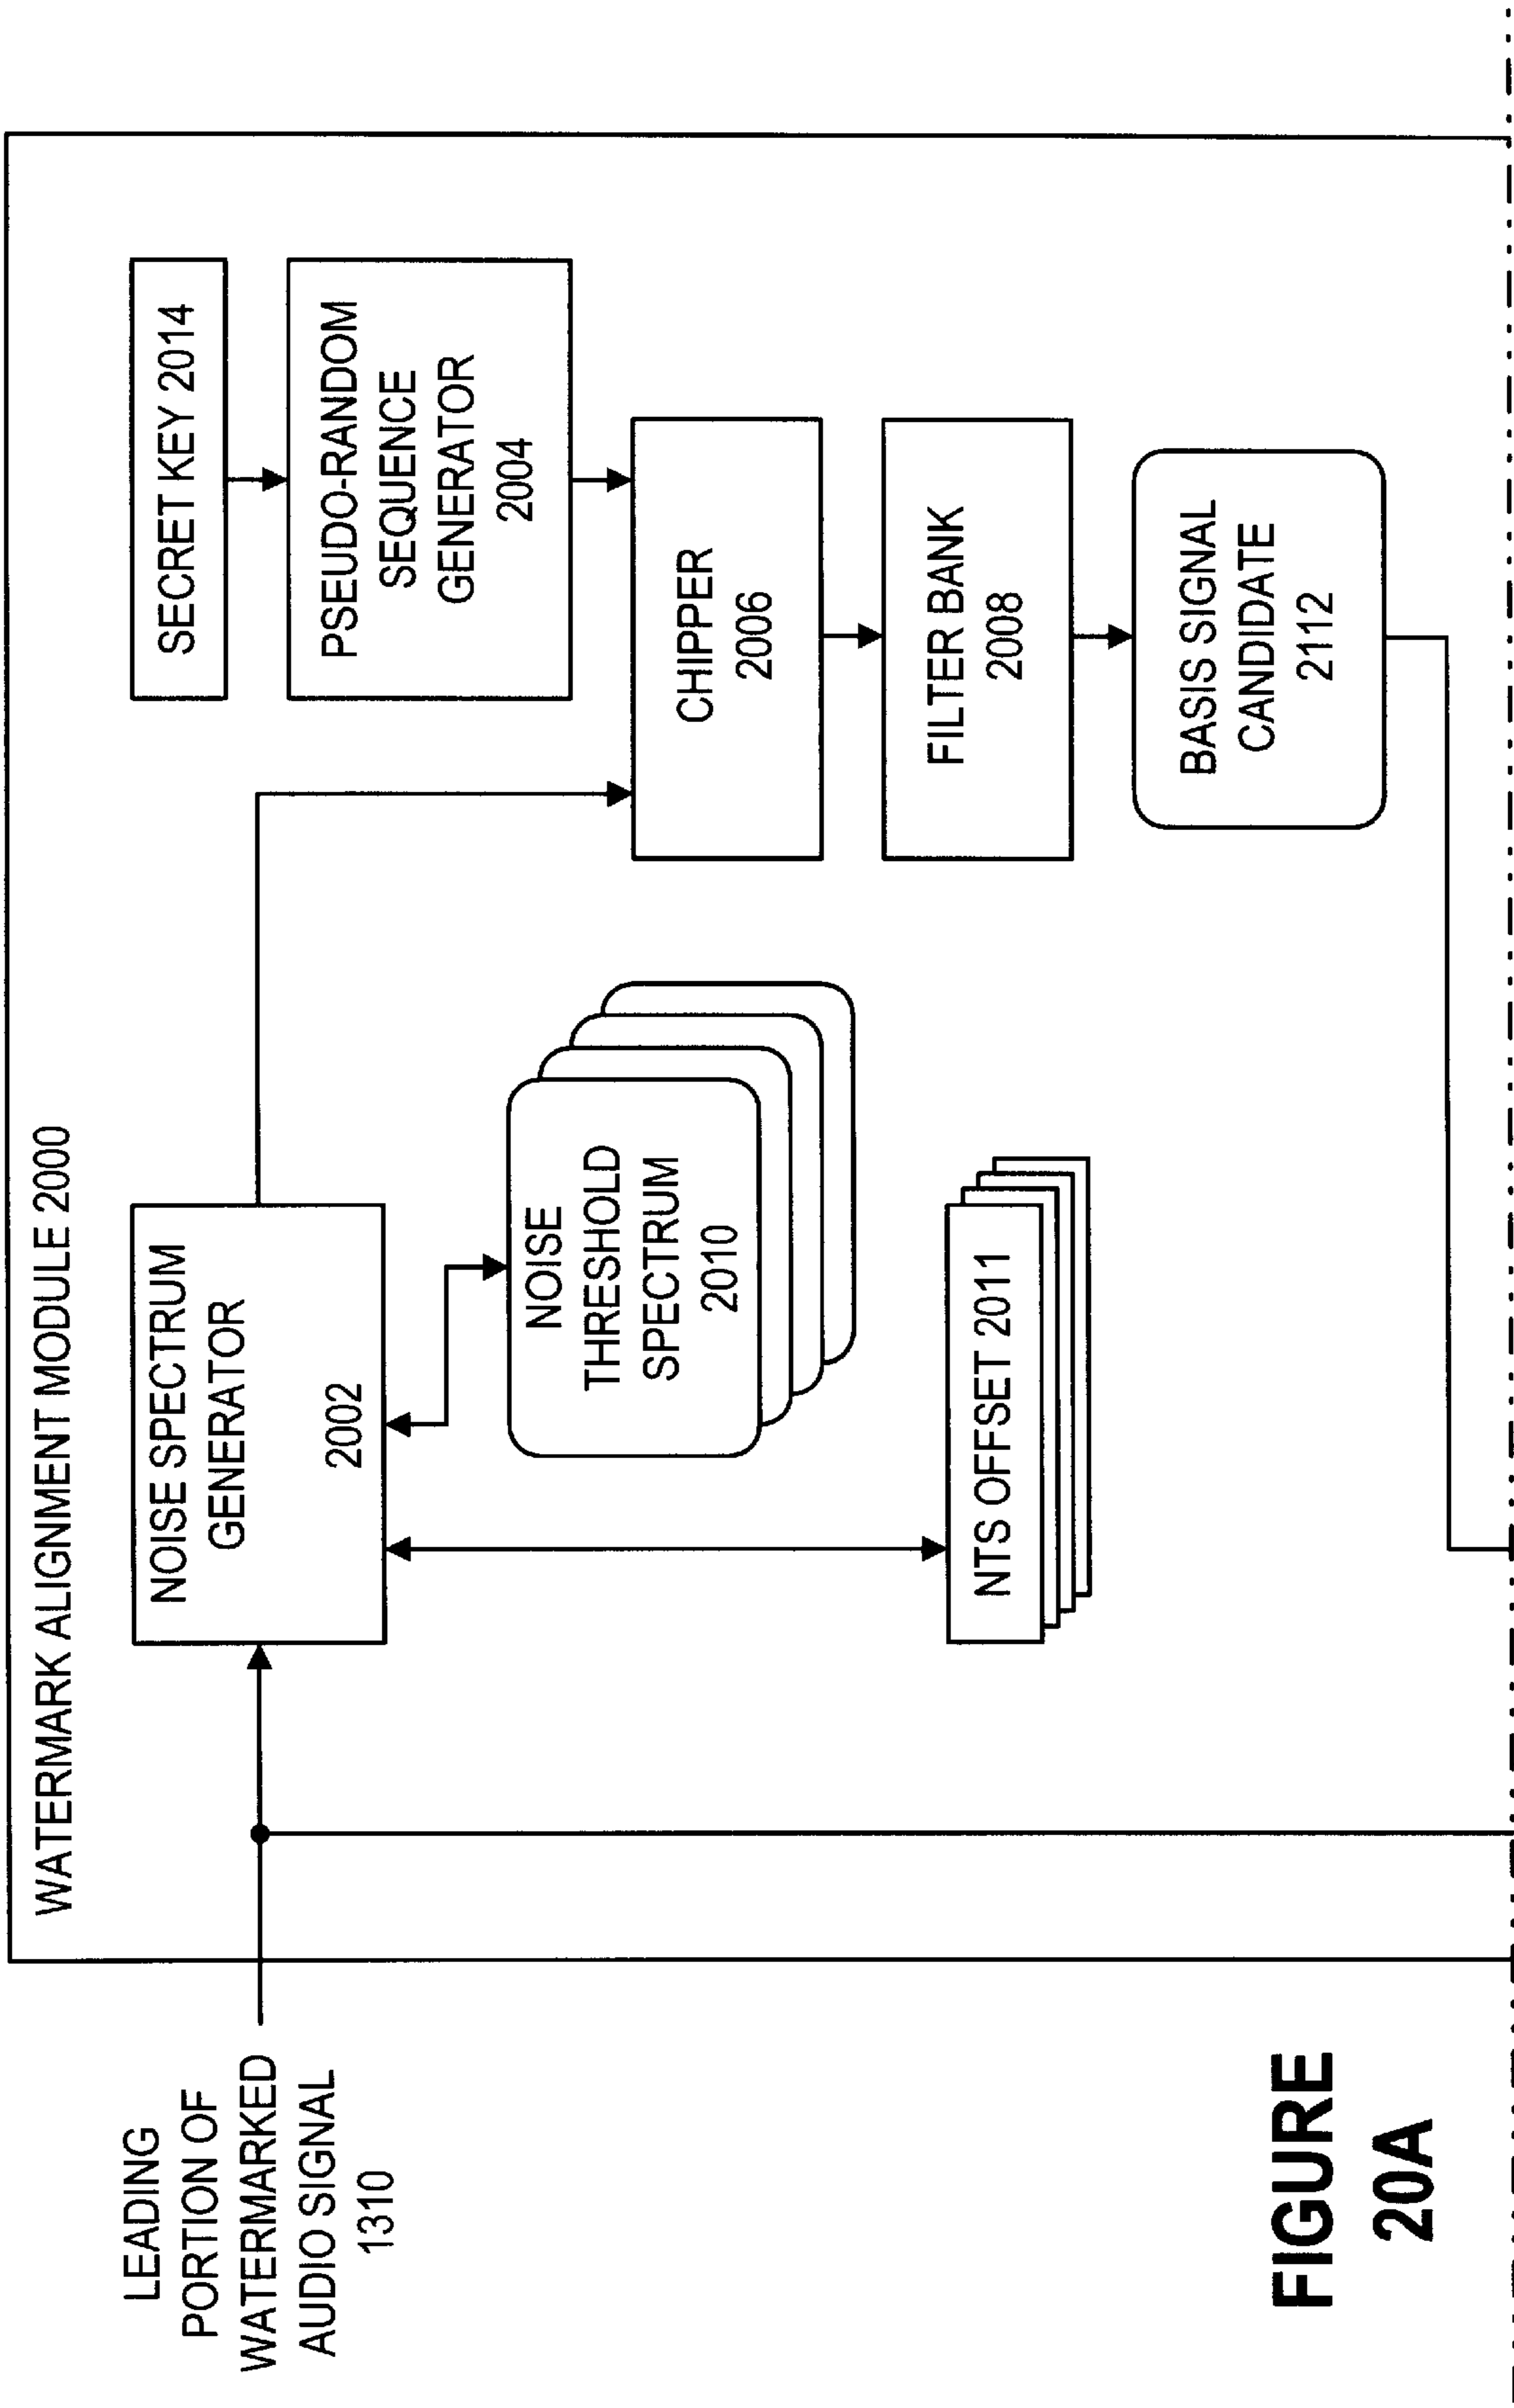 WATERMARK ALIGNMENT MODULE 2000
LEADING
PORTION OF
WATERMARKED
AUDIO SIGNAL
1310
NOISE SPECTRUM
GENERATOR
2002
NOISE
THRESHOLD
SPECTRUM
2010
NTS OFFSET 2011
SECRET KEY 2014
PSEUDO-RANDOM
SEQUENCE
GENERATOR
2004
CHIPPER
2006
FILTER BANK
2008
BASIS SIGNAL
CANDIDATE
2112
FIGURE
20A